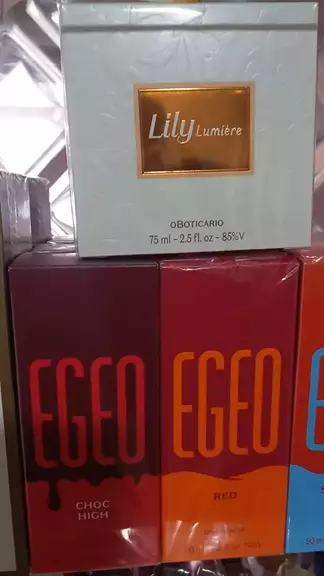 Lily Lumière
oBOTICARIO
75 ml - 2.5 fl. oz - 85%V
EGEO
CHOC
HIGH
EGEO
RED